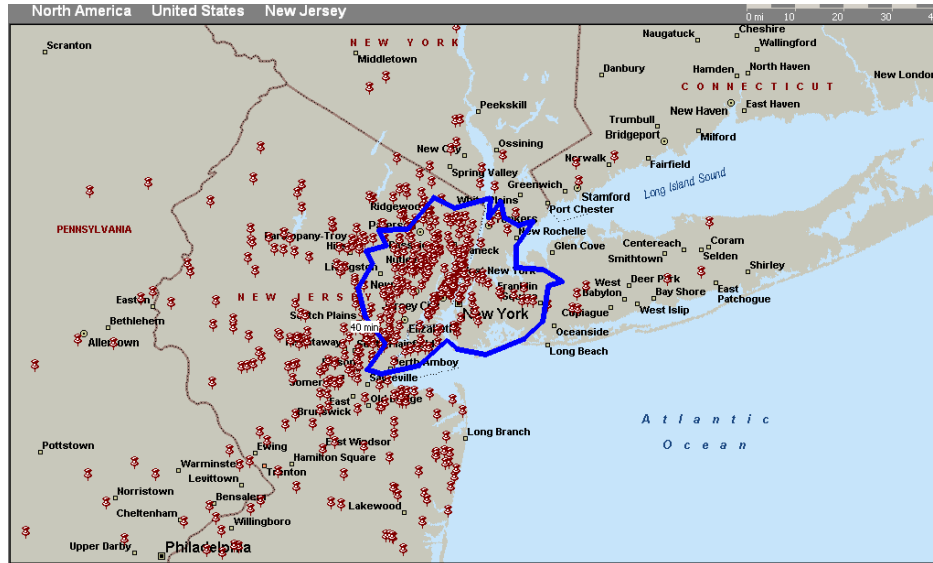 North America United States New Jersey
0 mi 10 20 30
Scranton
NEW YORK
Middletown
Naugatuck
Cheshire
Wallingford
Danbury
Hamden
North Haven
New London
CONNECTICUT
Peekskill
New Haven
East Haven
Trumbull
Bridgeport
Milford
New City
Ossining
Norwalk
Fairfield
Spring Valley
Greenwich
Stamford
Long Island Sound
Ridgewood
Port Chester
PENNSYLVANIA
New Rochelle
Glen Cove
Centereach
Coram
Smithtown
Selden
Livingston
Shirley
New York
Franklin
West
Babylon
Deer Park
Bay Shore
East
Patchogue
Easton
NEW JERSEY
Copiague
West Islip
Plains
New York
Bethlehem
40 min
Elizabeth
Oceanside
Allentown
Long Beach
Perth Amboy
Sayreville
East
Brunswick
Atlantic
Ocean
Long Branch
Pottstown
Ewing
East Windsor
Hamilton Square
Warminster
Trenton
Levittown
Norristown
Bensalem
Lakewood
Cheltenham
Willingboro
Upper Darby
Philadelphia